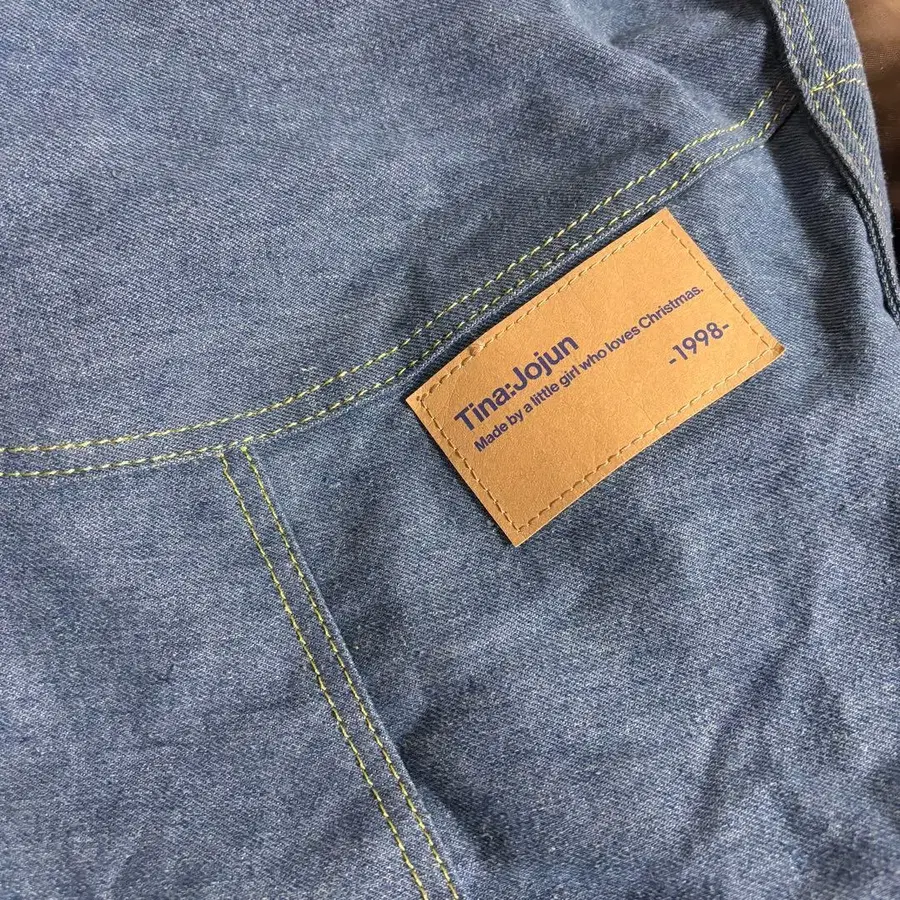 Tina:Jojun
Made by a little girl who loves Christmas.
-1998-